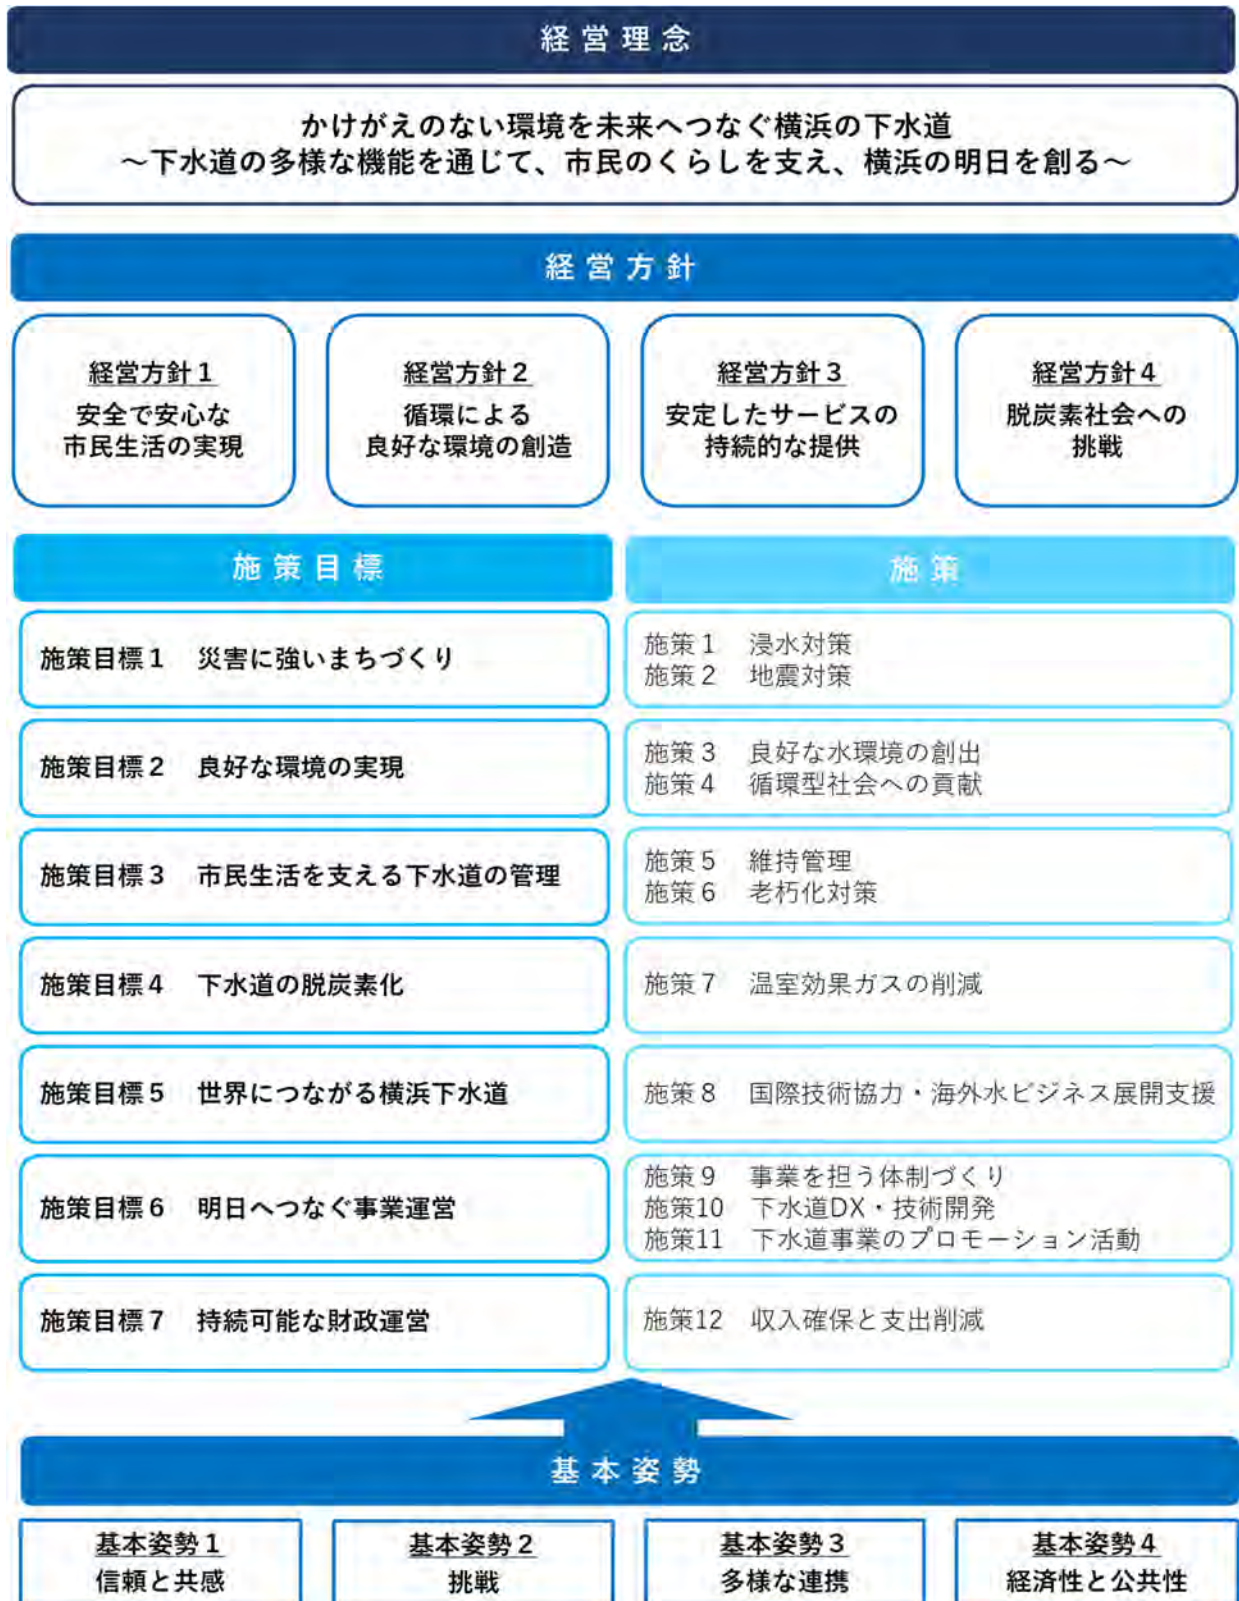 経営理念
かけがえのない環境を未来へつなぐ横浜の下水道
～下水道の多様な機能を通じて、市民のくらしを支え、横浜の明日を創る～
経営方針
経営方針１
安全で安心な
市民生活の実現
経営方針２
循環による
良好な環境の創造
経営方針３
安定したサービスの
持続的な提供
経営方針４
脱炭素社会への
挑戦
施策目標
施策
施策目標１　災害に強いまちづくり
施策１　浸水対策
施策２　地震対策
施策目標２　良好な環境の実現
施策３　良好な水環境の創出
施策４　循環型社会への貢献
施策目標３　市民生活を支える下水道の管理
施策５　維持管理
施策６　老朽化対策
施策目標４　下水道の脱炭素化
施策７　温室効果ガスの削減
施策目標５　世界につながる横浜下水道
施策８　国際技術協力・海外水ビジネス展開支援
施策目標６　明日へつなぐ事業運営
施策９　事業を担う体制づくり
施策10　下水道DX・技術開発
施策11　下水道事業のプロモーション活動
施策目標７　持続可能な財政運営
施策12　収入確保と支出削減
基本姿勢
基本姿勢１
信頼と共感
基本姿勢２
挑戦
基本姿勢３
多様な連携
基本姿勢４
経済性と公共性